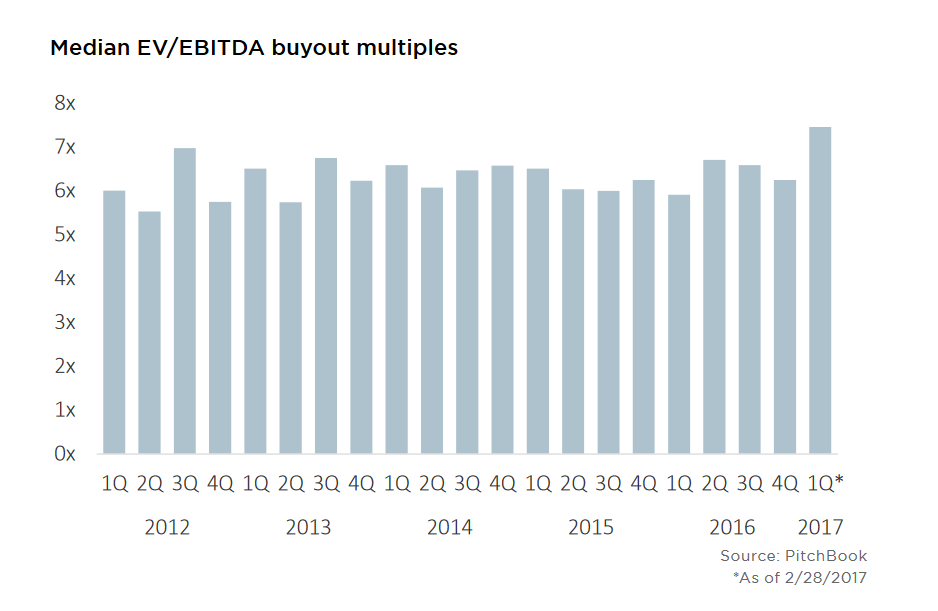 Median EV/EBITDA buyout multiples
8x
7x
6x
5x
4x
3x
2x
1x
0x
1Q 2Q 3Q 4Q 1Q 2Q 3Q 4Q 1Q 2Q 3Q 4Q 1Q 2Q 3Q 4Q 1Q 2Q 3Q 4Q 1Q*
2012 2013 2014 2015 2016 2017
Source: PitchBook
*As of 2/28/2017